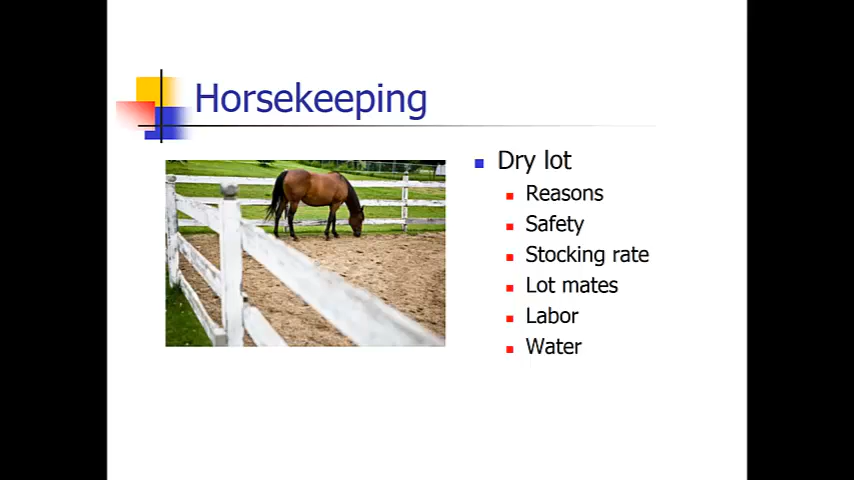 Horsekeeping
Dry lot
Reasons
Safety
Stocking rate
Lot mates
Labor
Water